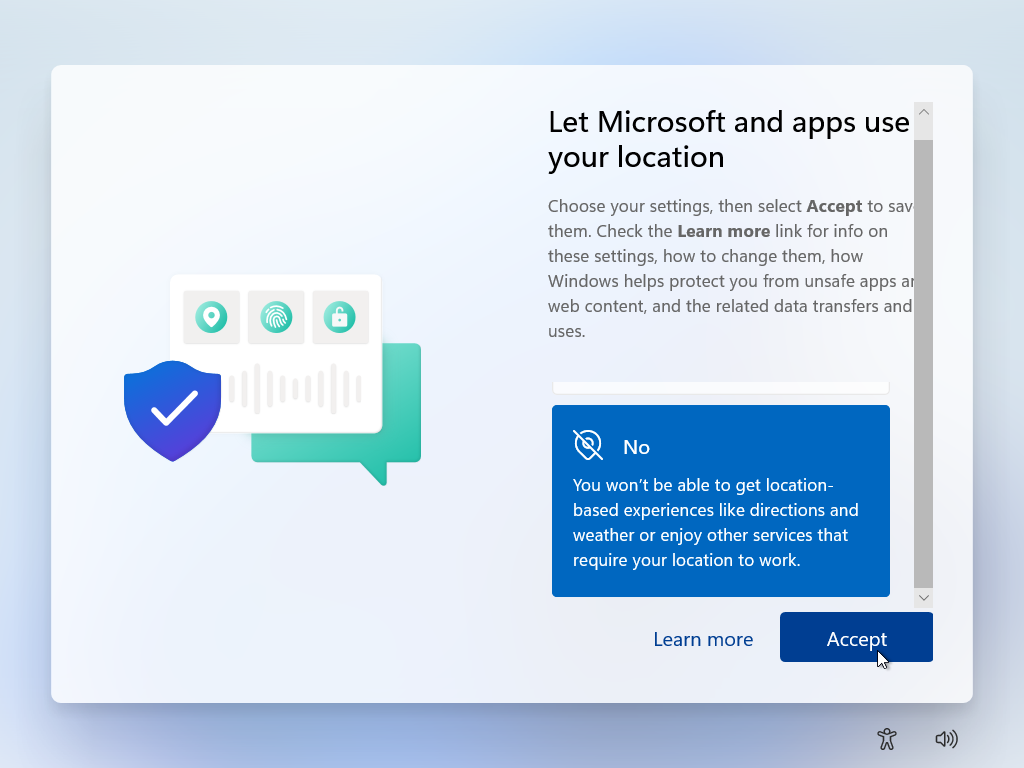 Let Microsoft and apps use
your location
Choose your settings, then select Accept to sav
them. Check the Learn more link for info on
these settings, how to change them, how
Windows helps protect you from unsafe apps a
web content, and the related data transfers and
uses.
No
You won't be able to get location-
based experiences like directions and
weather or enjoy other services that
require your location to work.
Learn more
Accept